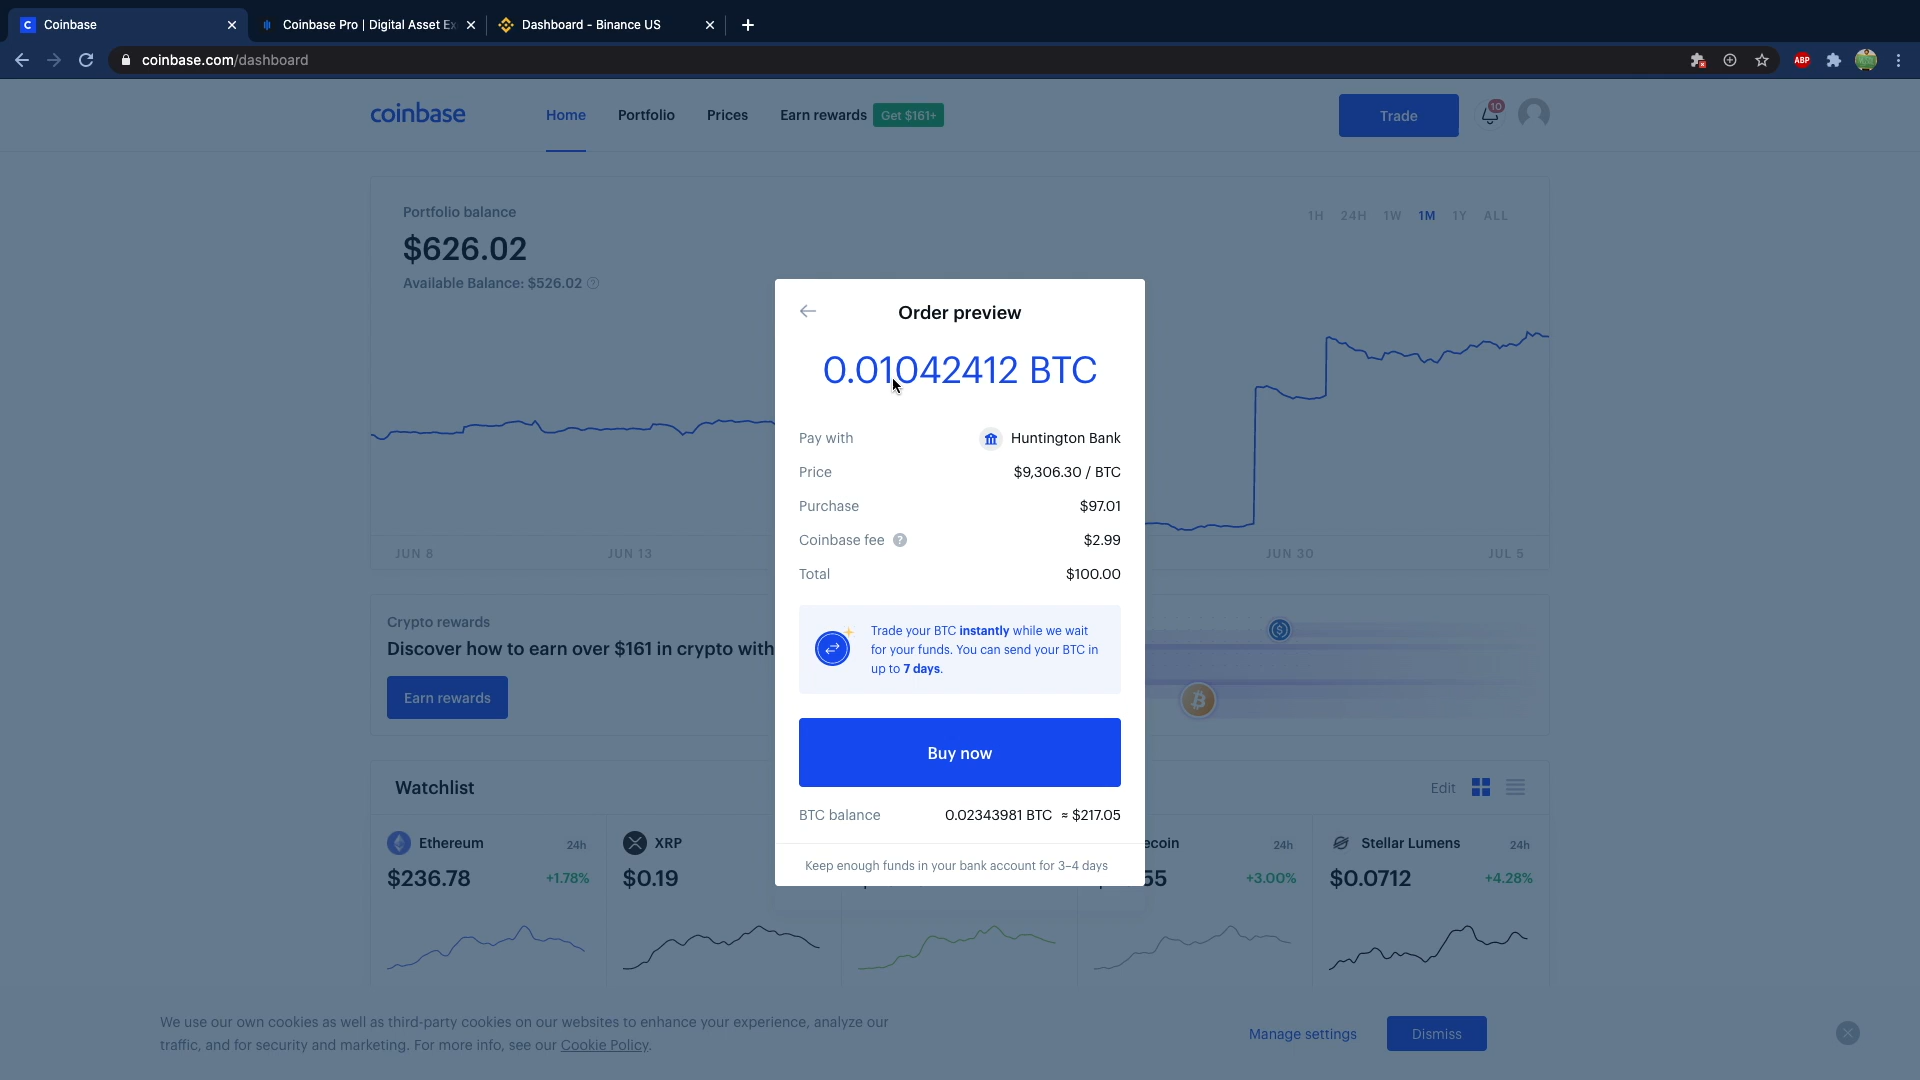 Coinbase
Coinbase Pro | Digital Asset Ex
Dashboard - Binance US
coinbase.com/dashboard
ABP
coinbase
Home
Portfolio
Prices
Earn rewards
Get $161+
Trade
10
Portfolio balance
$626.02
Available Balance: $526.02 ?
1H 24H 1W 1M 1Y ALL
JUN 8
JUN 13
JUN 30
JUL 5
Order preview
0.01042412 BTC
Pay with Huntington Bank
Price $9,306.30 / BTC
Purchase $97.01
Coinbase fee ? $2.99
Total $100.00
Trade your BTC instantly while we wait
for your funds. You can send your BTC in
up to 7 days.
Buy now
BTC balance 0.02343981 BTC ≈ $217.05
Keep enough funds in your bank account for 3–4 days
Crypto rewards
Discover how to earn over $161 in crypto with
Earn rewards
Watchlist
Edit
Ethereum 24h
$236.78 +1.78%
XRP
$0.19
ecoin 24h
55 +3.00%
Stellar Lumens 24h
$0.0712 +4.28%
We use our own cookies as well as third-party cookies on our websites to enhance your experience, analyze our
traffic, and for security and marketing. For more info, see our Cookie Policy.
Manage settings
Dismiss